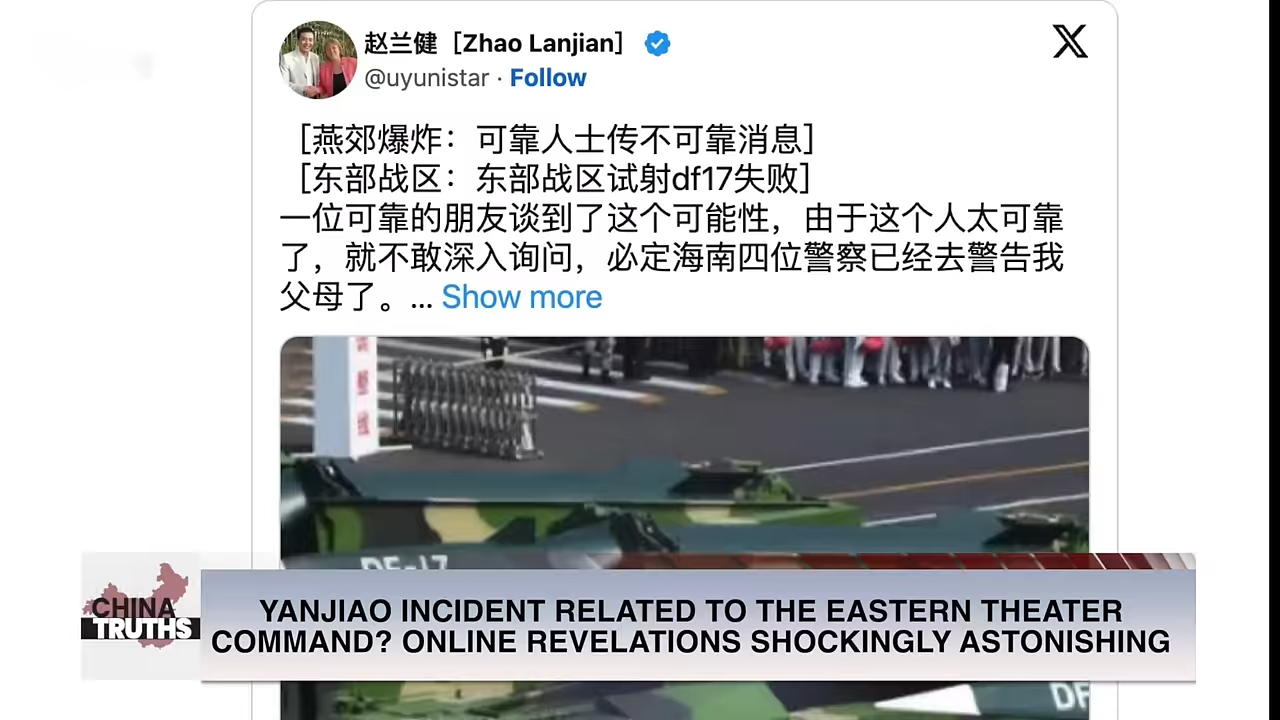 赵兰健［Zhao Lanjian］
@uyunistar · Follow
［燕郊爆炸：可靠人士传不可靠消息］
［东部战区：东部战区试射df17失败］
一位可靠的朋友谈到了这个可能性，由于这个人太可靠
了，就不敢深入询问，必定海南四位警察已经去警告我
父母了。... Show more
DF-17
CHINA
TRUTHS
YANJIAO INCIDENT RELATED TO THE EASTERN THEATER
COMMAND? ONLINE REVELATIONS SHOCKINGLY ASTONISHING
DF